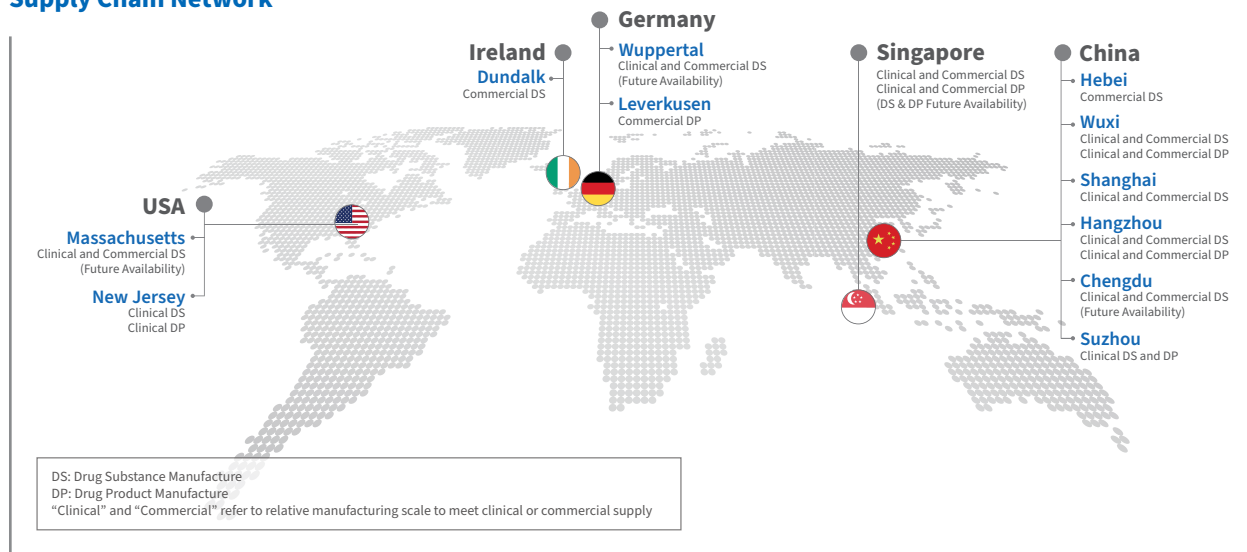 Supply Chain Network
Germany
Wuppertal
Clinical and Commercial DS
(Future Availability)
Leverkusen
Commercial DP
Ireland
Dundalk
Commercial DS
Singapore
Clinical and Commercial DS
Clinical and Commercial DP
(DS & DP Future Availability)
China
Hebei
Commercial DS
Wuxi
Clinical and Commercial DS
Clinical and Commercial DP
Shanghai
Clinical and Commercial DS
Hangzhou
Clinical and Commercial DS
Clinical and Commercial DP
Chengdu
Clinical and Commercial DS
(Future Availability)
Suzhou
Clinical DS and DP
USA
Massachusetts
Clinical and Commercial DS
(Future Availability)
New Jersey
Clinical DS
Clinical DP
DS: Drug Substance Manufacture
DP: Drug Product Manufacture
“Clinical” and “Commercial” refer to relative manufacturing scale to meet clinical or commercial supply